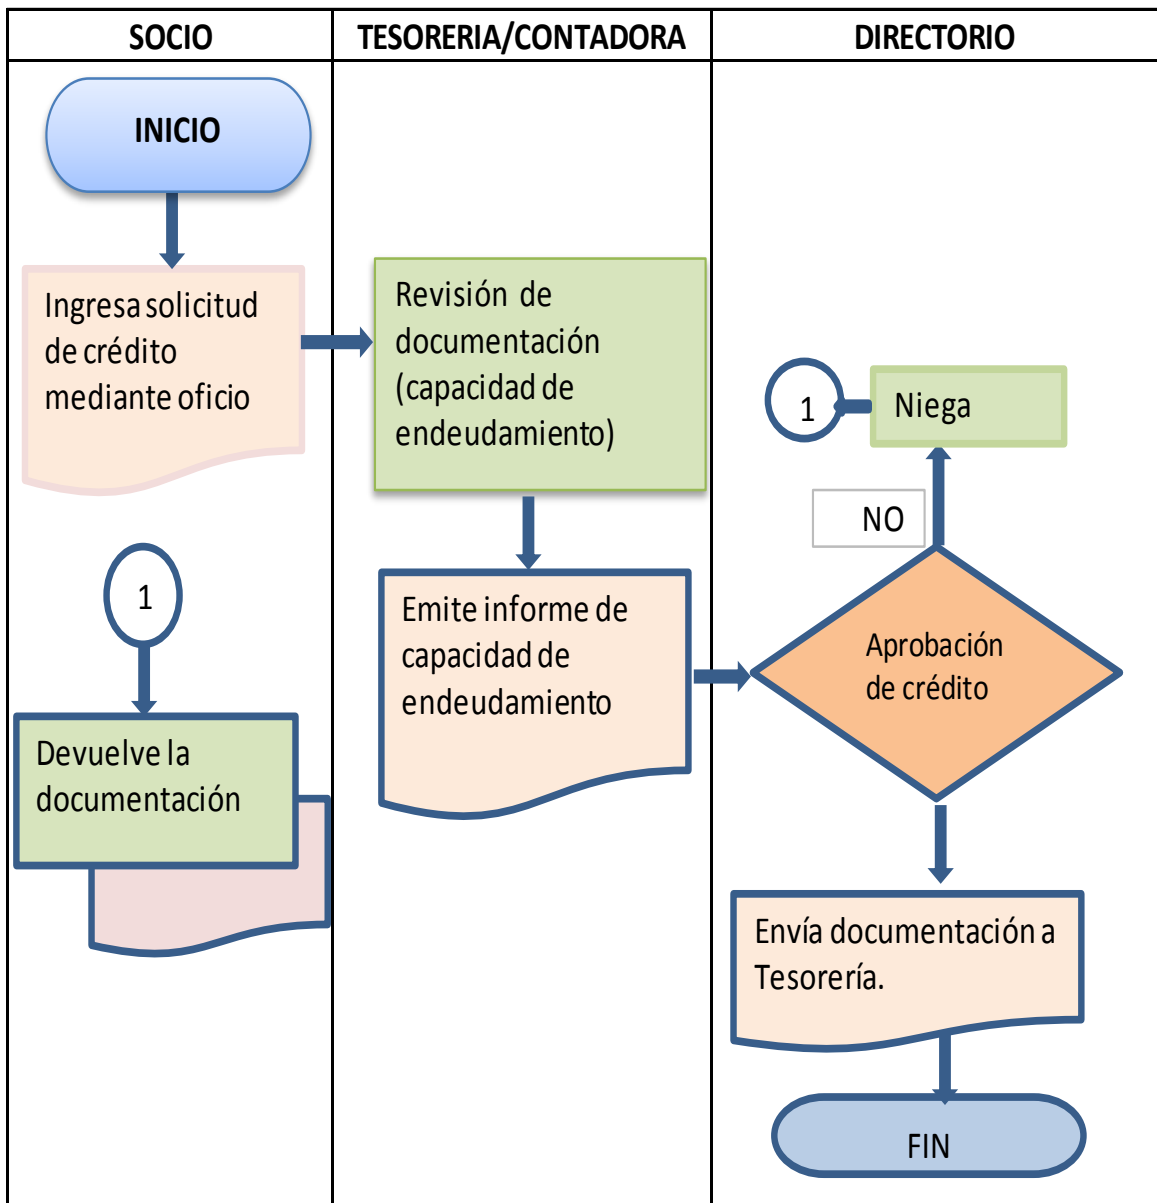 SOCIO
TESORERIA/CONTADORA
DIRECTORIO
INICIO
Ingresa solicitud
de crédito
mediante oficio
Revisión de
documentación
(capacidad de
endeudamiento)
1
Niega
NO
1
Emite informe de
capacidad de
endeudamiento
Aprobación
de crédito
Devuelve la
documentación
Envía documentación a
Tesorería.
FIN